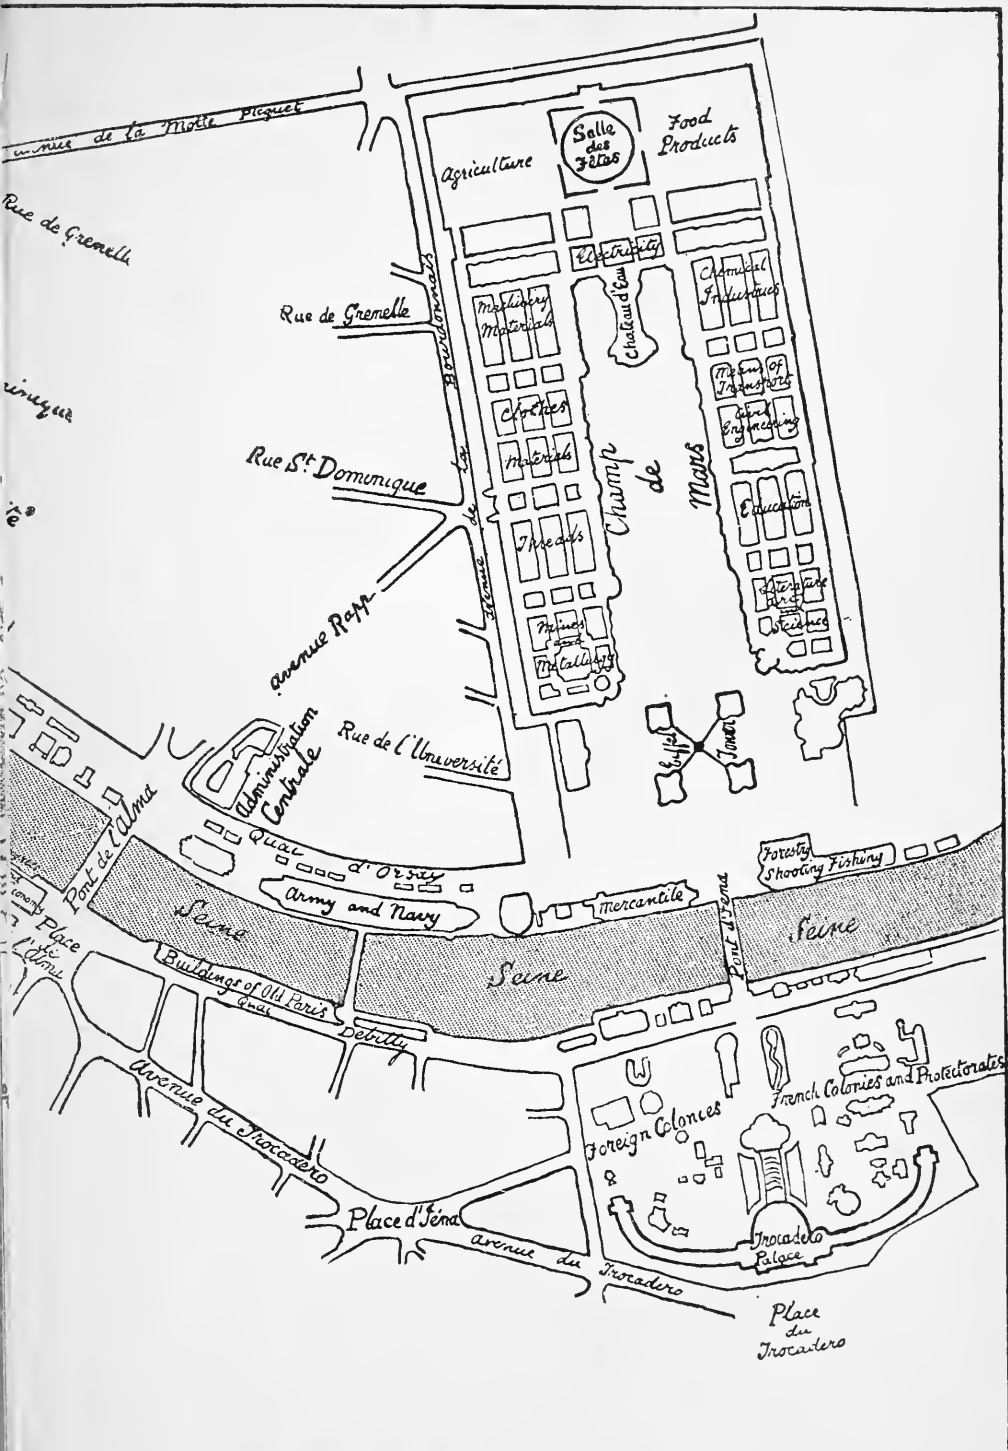 de la Motte Picquet
Salle
des
Fêtes
Food
Products
Agriculture
Rue de Grenelle
Electricity
Chateau d'Eau
Chemical
Industries
Machinery
Materials
Rue de Grenelle
Means of
Transport
Civil
Engineering
Clothes
Materials
Champ
de
Mars
Rue St. Dominique
Education
Threads
Avenue de La Bourdonnais
Literature
and
Science
Mines
and
Metallurgy
avenue Rapp
Rue de l'Université
Eiffel
Tower
Administration
Centrale
Pont de l'Alma
Quai d'Orsay
Forestry
Shooting Fishing
Army and Navy
Mercantile
Pont d'Iena
Seine
Seine
Seine
Place
de
l'Alma
Buildings of Old Paris
Quai Debilly
Avenue du Trocadero
Foreign Colonies
French Colonies and Protectorates
Place d'Iéna
Trocadero
Palace
avenue du Trocadero
Place
du
Trocadero